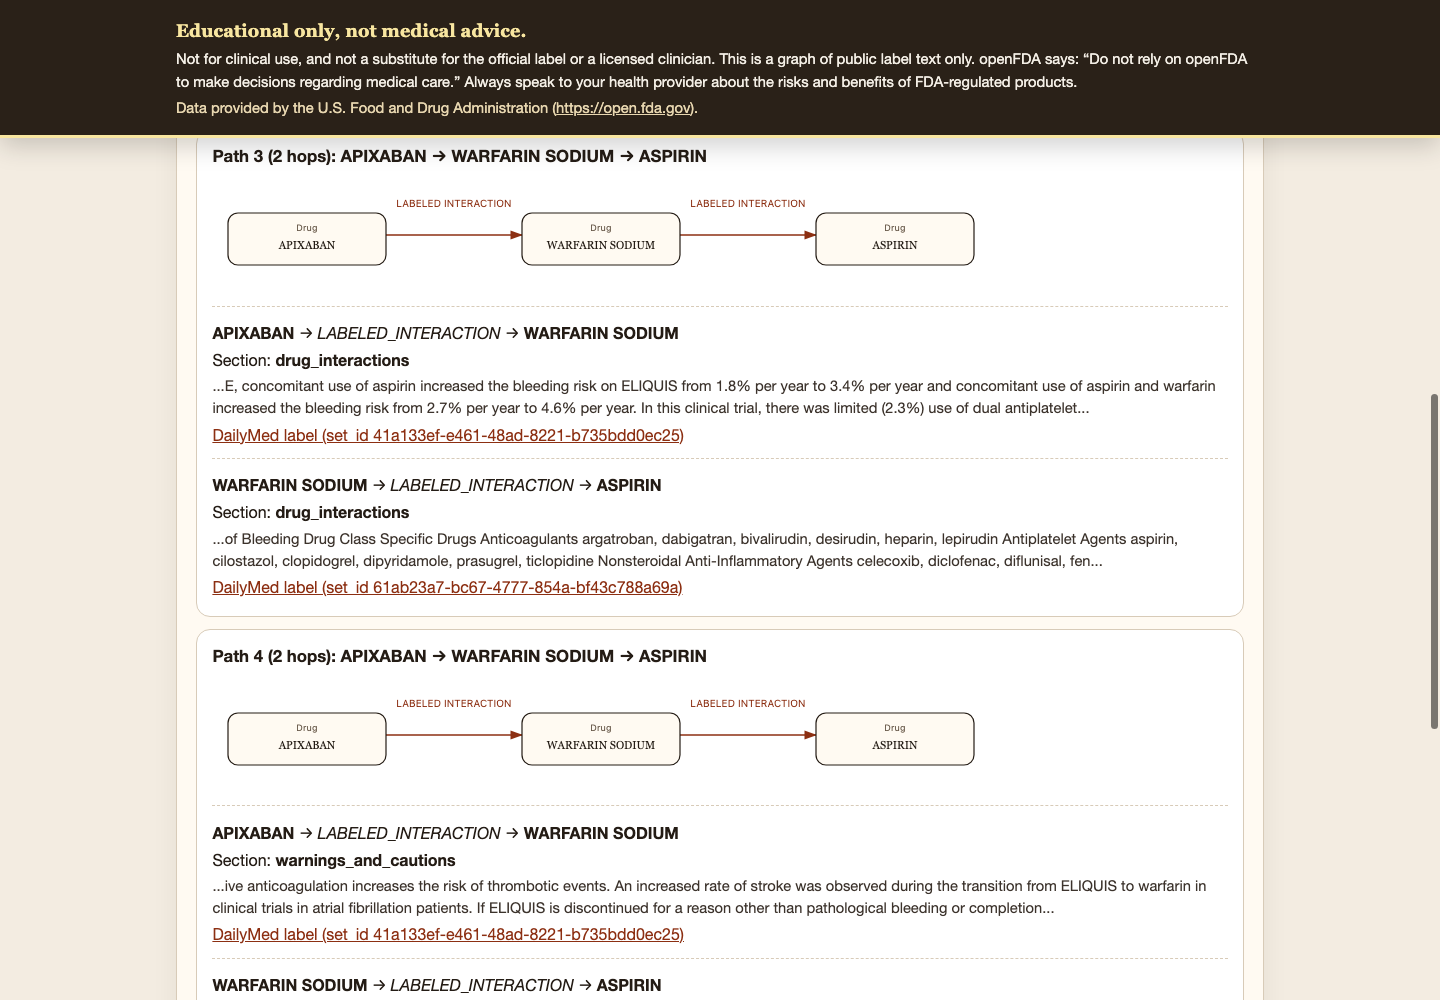 Educational only, not medical advice.
Not for clinical use, and not a substitute for the official label or a licensed clinician. This is a graph of public label text only. openFDA says: “Do not rely on openFDA
to make decisions regarding medical care.” Always speak to your health provider about the risks and benefits of FDA-regulated products.
Data provided by the U.S. Food and Drug Administration (https://open.fda.gov).
Path 3 (2 hops): APIXABAN → WARFARIN SODIUM → ASPIRIN
LABELED INTERACTION LABELED INTERACTION
Drug Drug Drug
APIXABAN WARFARIN SODIUM ASPIRIN
APIXABAN → LABELED_INTERACTION → WARFARIN SODIUM
Section: drug_interactions
...E, concomitant use of aspirin increased the bleeding risk on ELIQUIS from 1.8% per year to 3.4% per year and concomitant use of aspirin and warfarin
increased the bleeding risk from 2.7% per year to 4.6% per year. In this clinical trial, there was limited (2.3%) use of dual antiplatelet...
DailyMed label (set_id 41a133ef-e461-48ad-8221-b735bdd0ec25)
WARFARIN SODIUM → LABELED_INTERACTION → ASPIRIN
Section: drug_interactions
...of Bleeding Drug Class Specific Drugs Anticoagulants argatroban, dabigatran, bivalirudin, desirudin, heparin, lepirudin Antiplatelet Agents aspirin,
cilostazol, clopidogrel, dipyridamole, prasugrel, ticlopidine Nonsteroidal Anti-Inflammatory Agents celecoxib, diclofenac, diflunisal, fen...
DailyMed label (set_id 61ab23a7-bc67-4777-854a-bf43c788a69a)
Path 4 (2 hops): APIXABAN → WARFARIN SODIUM → ASPIRIN
LABELED INTERACTION LABELED INTERACTION
Drug Drug Drug
APIXABAN WARFARIN SODIUM ASPIRIN
APIXABAN → LABELED_INTERACTION → WARFARIN SODIUM
Section: warnings_and_cautions
...ive anticoagulation increases the risk of thrombotic events. An increased rate of stroke was observed during the transition from ELIQUIS to warfarin in
clinical trials in atrial fibrillation patients. If ELIQUIS is discontinued for a reason other than pathological bleeding or completion...
DailyMed label (set_id 41a133ef-e461-48ad-8221-b735bdd0ec25)
WARFARIN SODIUM → LABELED_INTERACTION → ASPIRIN